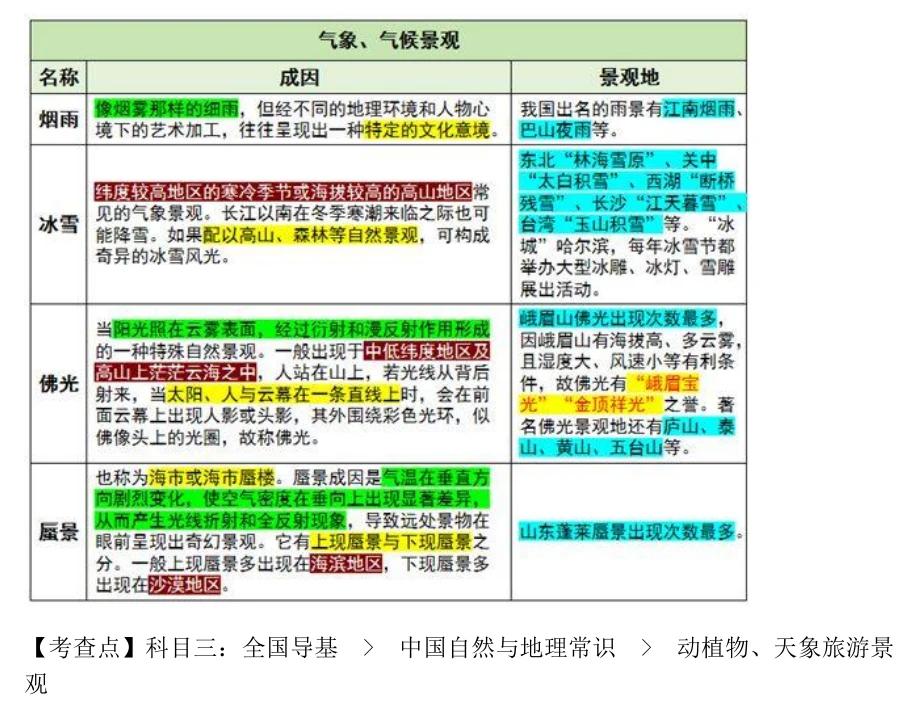 气象、气候景观
名称
成因
景观地
烟雨
像烟雾那样的细雨，但经不同的地理环境和人物心
境下的艺术加工，往往呈现出一种特定的文化意境。
我国出名的雨景有江南烟雨、
巴山夜雨等。
冰雪
纬度较高地区的寒冷季节或海拔较高的高山地区常
见的气象景观。长江以南在冬季寒潮来临之际也可
能降雪。如果配以高山、森林等自然景观，可构成
奇异的冰雪风光。
东北“林海雪原”、关中
“太白积雪”、西湖“断桥
残雪”、长沙“江天暮雪”、
台湾“玉山积雪”等。“冰
城”哈尔滨，每年冰雪节都
举办大型冰雕、冰灯、雪雕
展出活动。
佛光
当阳光照在云雾表面，经过衍射和漫反射作用形成
的一种特殊自然景观。一般出现于中低纬度地区及
高山上茫茫云海之中，人站在山上，若光线从背后
射来，当太阳、人与云幕在一条直线上时，会在前
面云幕上出现人影或头影，其外围绕彩色光环，似
佛像头上的光圈，故称佛光。
峨眉山佛光出现次数最多，
因峨眉山有海拔高、多云雾，
且湿度大、风速小等有利条
件，故佛光有“峨眉宝
光”“金顶祥光”之誉。著
名佛光景观地还有庐山、泰
山、黄山、五台山等。
蜃景
也称为海市或海市蜃楼。蜃景成因是气温在垂直方
向剧烈变化，使空气密度在垂向上出现显著差异，
从而产生光线折射和全反射现象，导致远处景物在
眼前呈现出奇幻景观。它有上现蜃景与下现蜃景之
分。一般上现蜃景多出现在海滨地区，下现蜃景多
出现在沙漠地区。
山东蓬莱蜃景出现次数最多。
【考查点】科目三：全国导基 > 中国自然与地理常识 > 动植物、天象旅游景
观